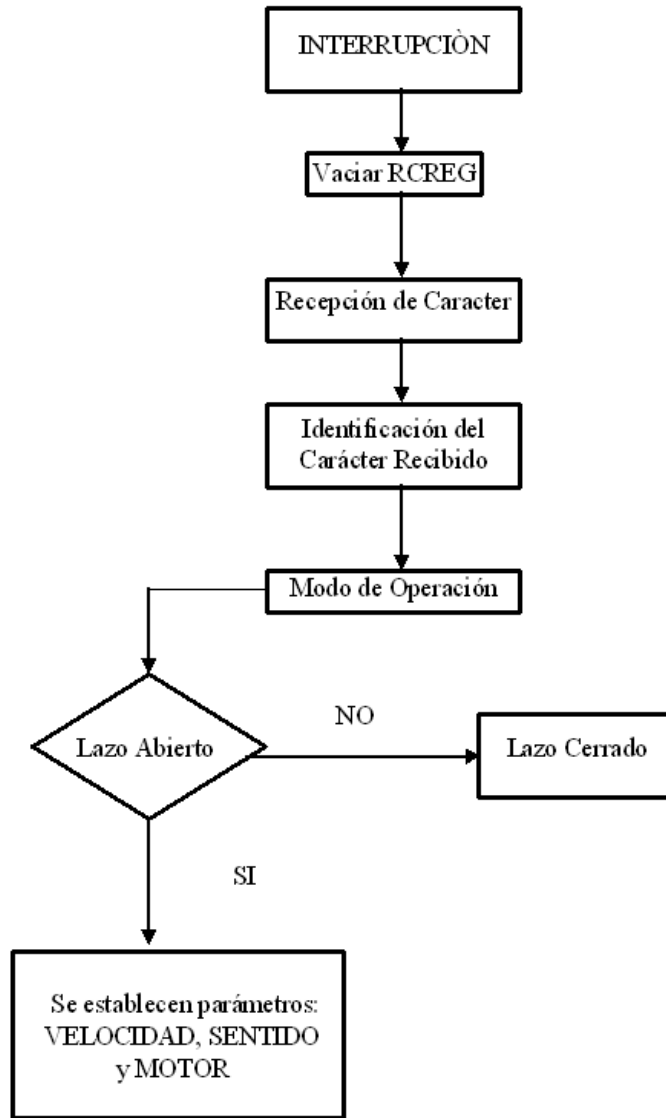 INTERRUPCIÒN
Vaciar RCREG
Recepción de Caracter
Identificación del
Carácter Recibido
Modo de Operación
Lazo Abierto
NO
Lazo Cerrado
SI
Se establecen parámetros:
VELOCIDAD, SENTIDO
y MOTOR